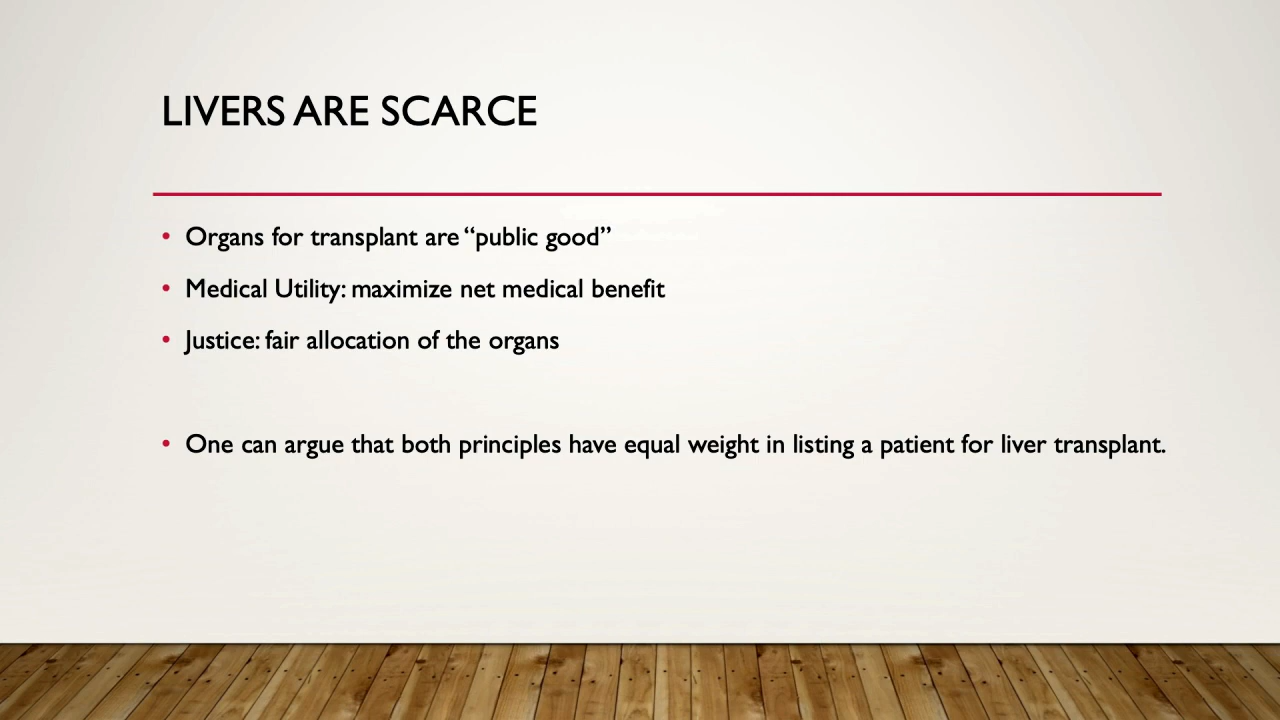 LIVERS ARE SCARCE
• Organs for transplant are “public good”
• Medical Utility: maximize net medical benefit
• Justice: fair allocation of the organs
• One can argue that both principles have equal weight in listing a patient for liver transplant.